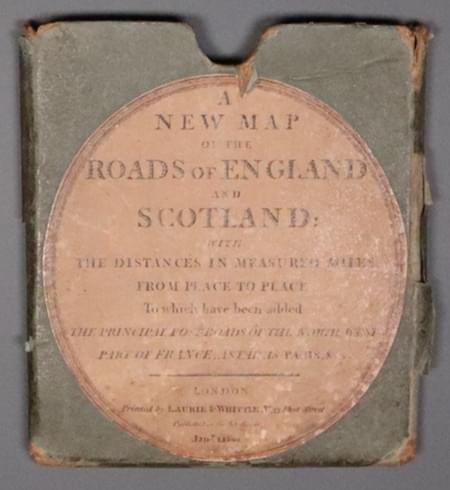 A
NEW MAP
OF THE
ROADS OF ENGLAND
AND
SCOTLAND:
WITH
THE DISTANCES IN MEASURED MILES
FROM PLACE TO PLACE
To which have been added
THE PRINCIPAL POST ROADS OF THE NORTH WEST
PART OF FRANCE, AS FAR AS PARIS, &c.
LONDON
Printed by LAURIE & WHITTLE, 53 Fleet Street
Published